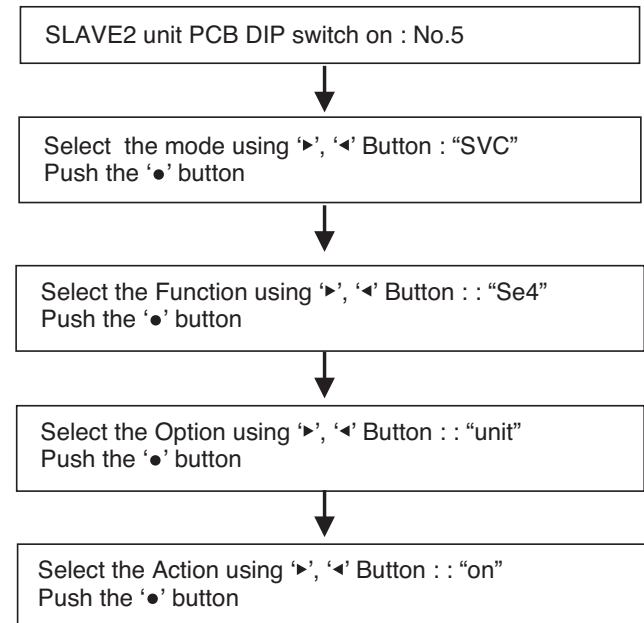 SLAVE2 unit PCB DIP switch on : No.5
Select the mode using ‘►’, ‘◄’ Button : “SVC”
Push the ‘●’ button
Select the Function using ‘►’, ‘◄’ Button : : “Se4”
Push the ‘●’ button
Select the Option using ‘►’, ‘◄’ Button : : “unit”
Push the ‘●’ button
Select the Action using ‘►’, ‘◄’ Button : : “on”
Push the ‘●’ button